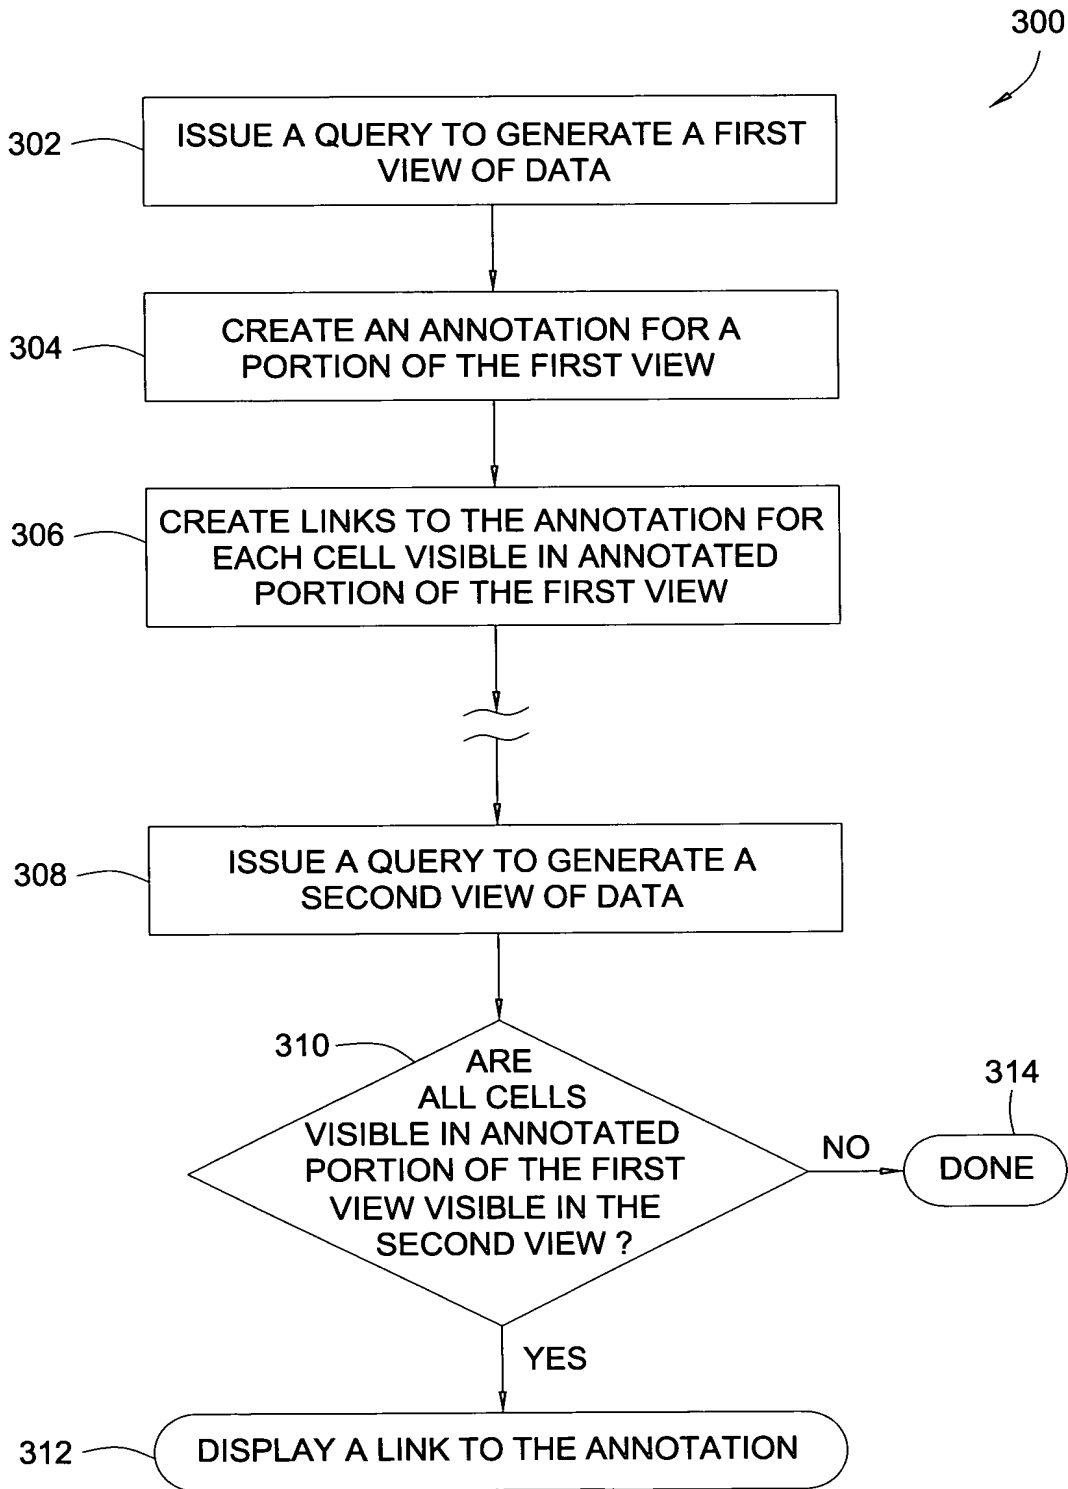 300
302
ISSUE A QUERY TO GENERATE A FIRST
VIEW OF DATA
304
CREATE AN ANNOTATION FOR A
PORTION OF THE FIRST VIEW
306
CREATE LINKS TO THE ANNOTATION FOR
EACH CELL VISIBLE IN ANNOTATED
PORTION OF THE FIRST VIEW
308
ISSUE A QUERY TO GENERATE A
SECOND VIEW OF DATA
310
ARE
ALL CELLS
VISIBLE IN ANNOTATED
PORTION OF THE FIRST
VIEW VISIBLE IN THE
SECOND VIEW ?
NO
314
DONE
YES
312
DISPLAY A LINK TO THE ANNOTATION